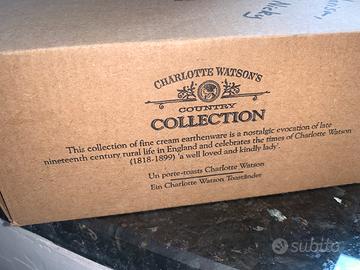 Nicky
CHARLOTTE WATSON'S
COUNTRY
COLLECTION
This collection of fine cream earthenware is a nostalgic evocation of late
nineteenth century rural life in England and celebrates the times of Charlotte Watson
(1818-1899) 'a well loved and kindly lady'.
Un porte-toasts Charlotte Watson
Ein Charlotte Watson Toastständer
subito